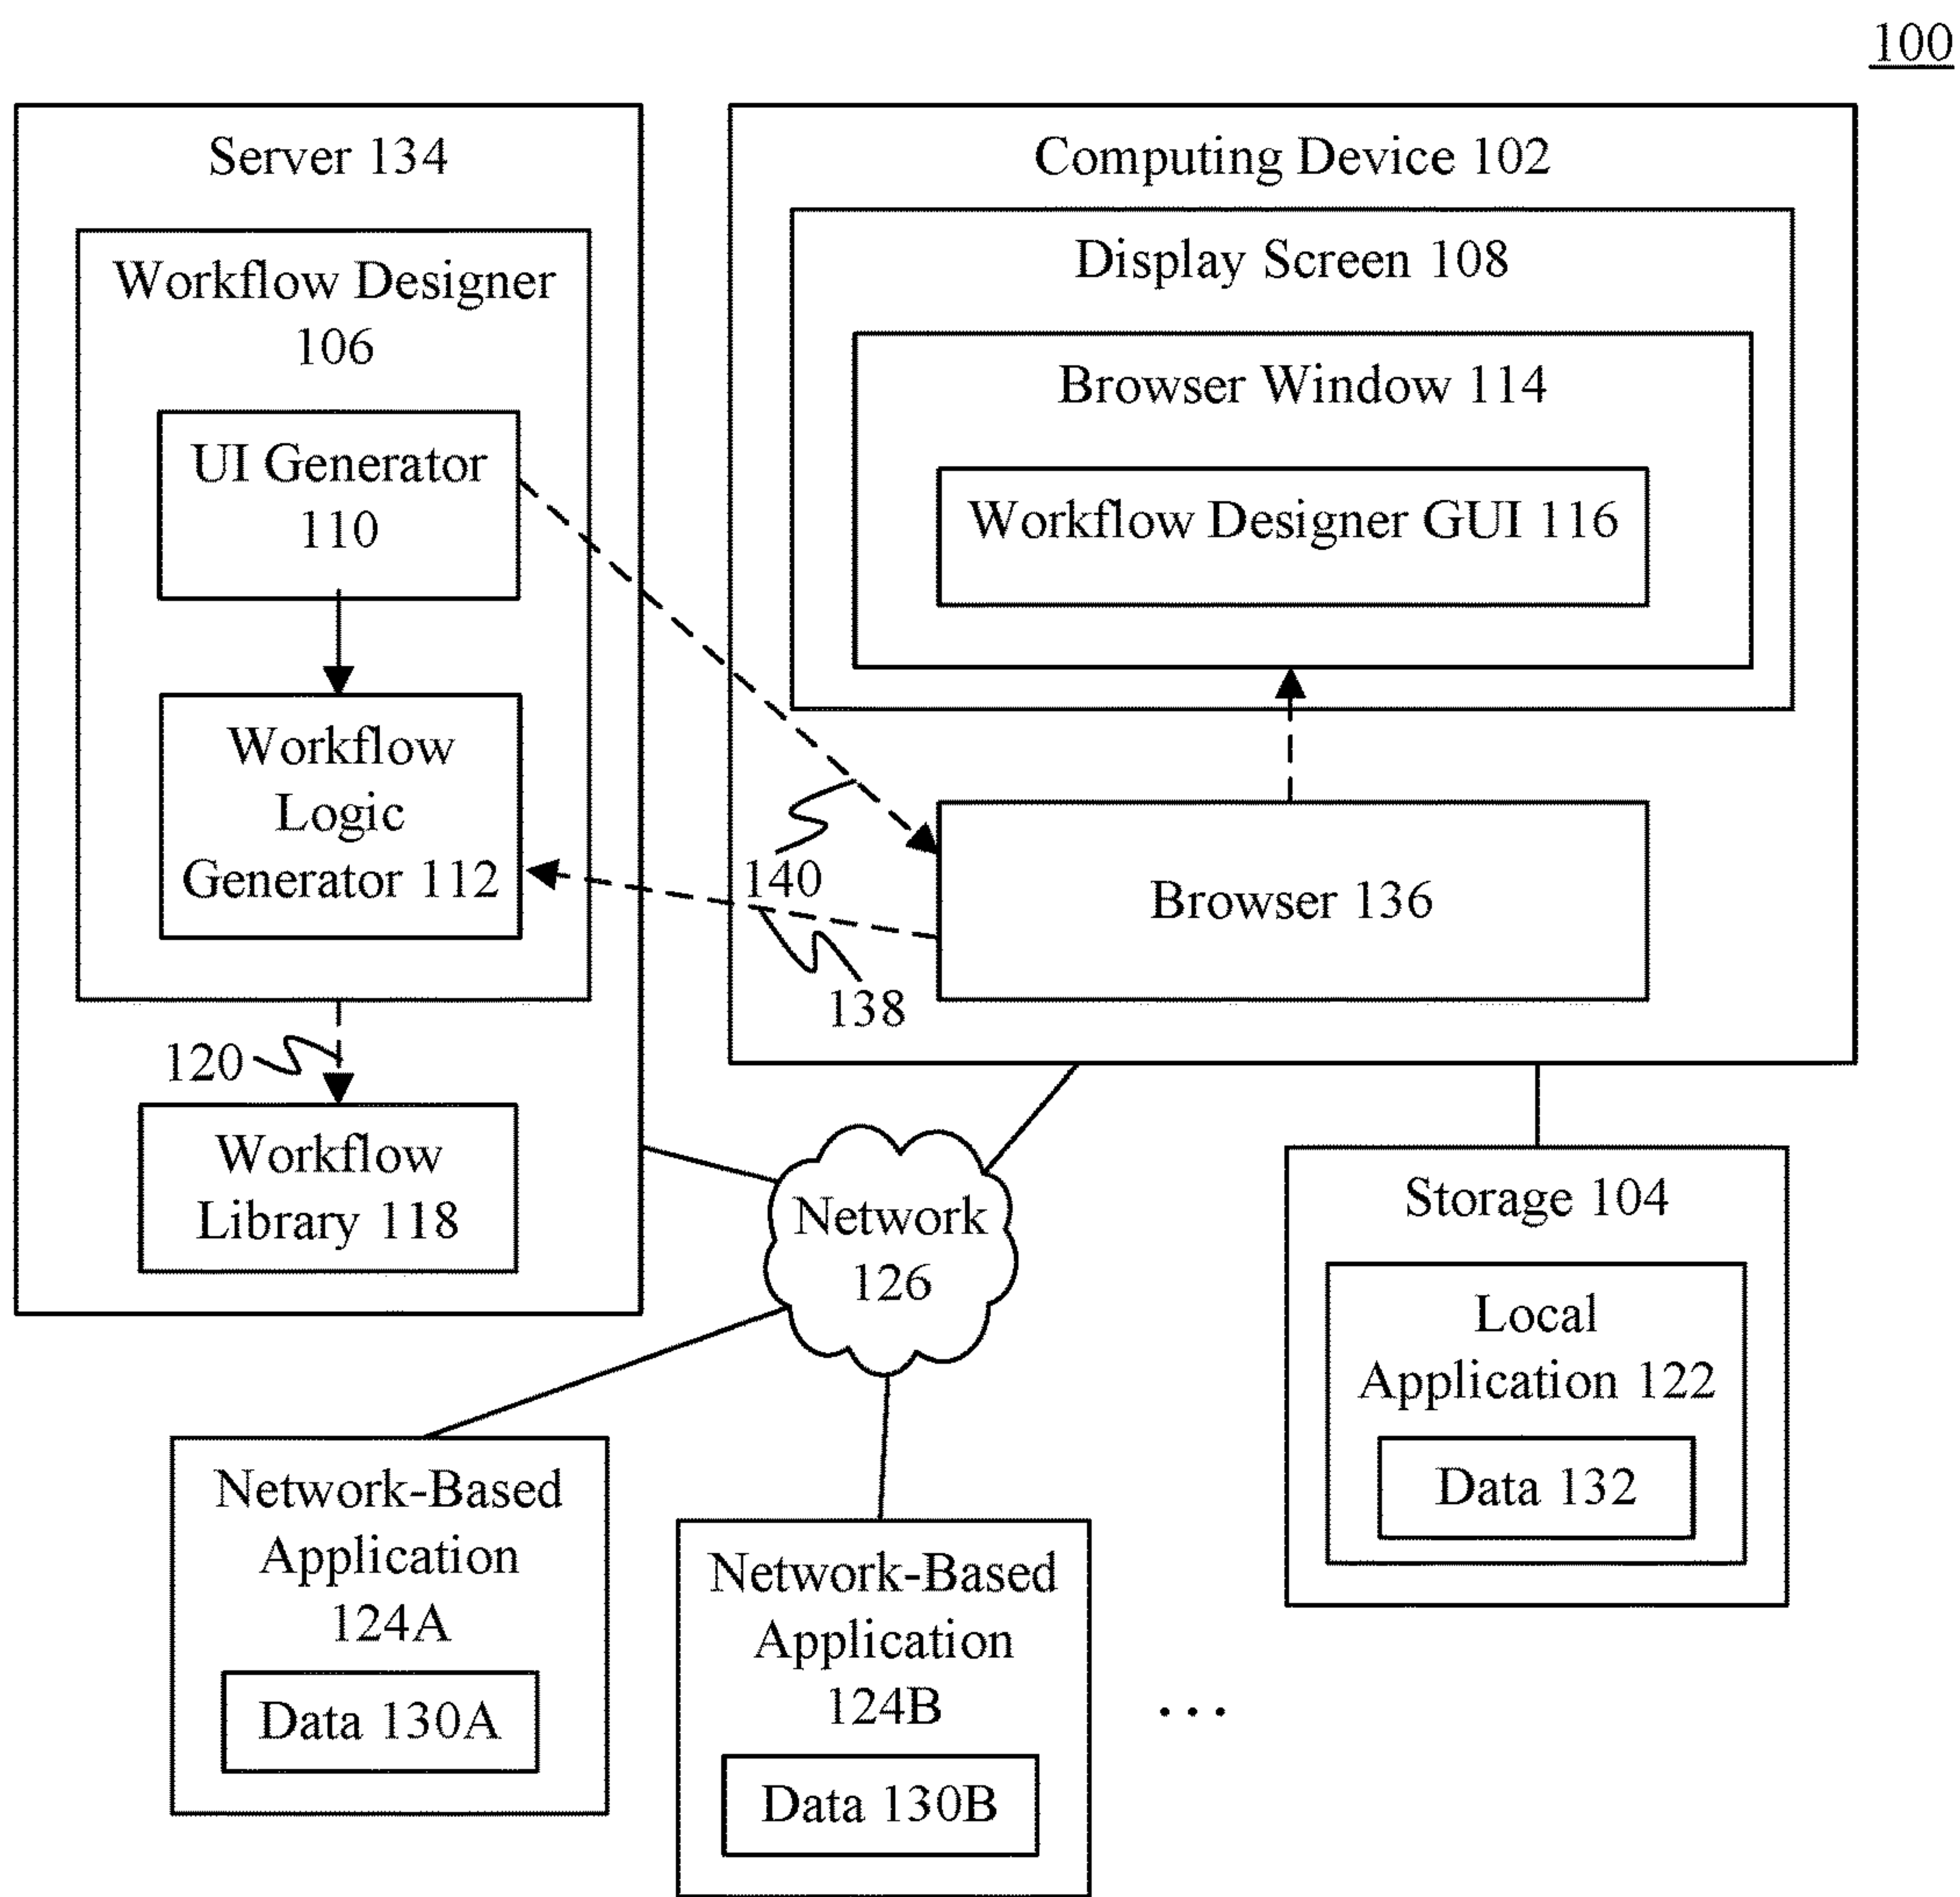 100
Server 134
Workflow Designer
106
UI Generator
110
Workflow
Logic
Generator 112
120
Workflow
Library 118
Computing Device 102
Display Screen 108
Browser Window 114
Workflow Designer GUI 116
140
138
Browser 136
Network
126
Storage 104
Local
Application 122
Data 132
Network-Based
Application
124A
Data 130A
Network-Based
Application
124B
Data 130B
...